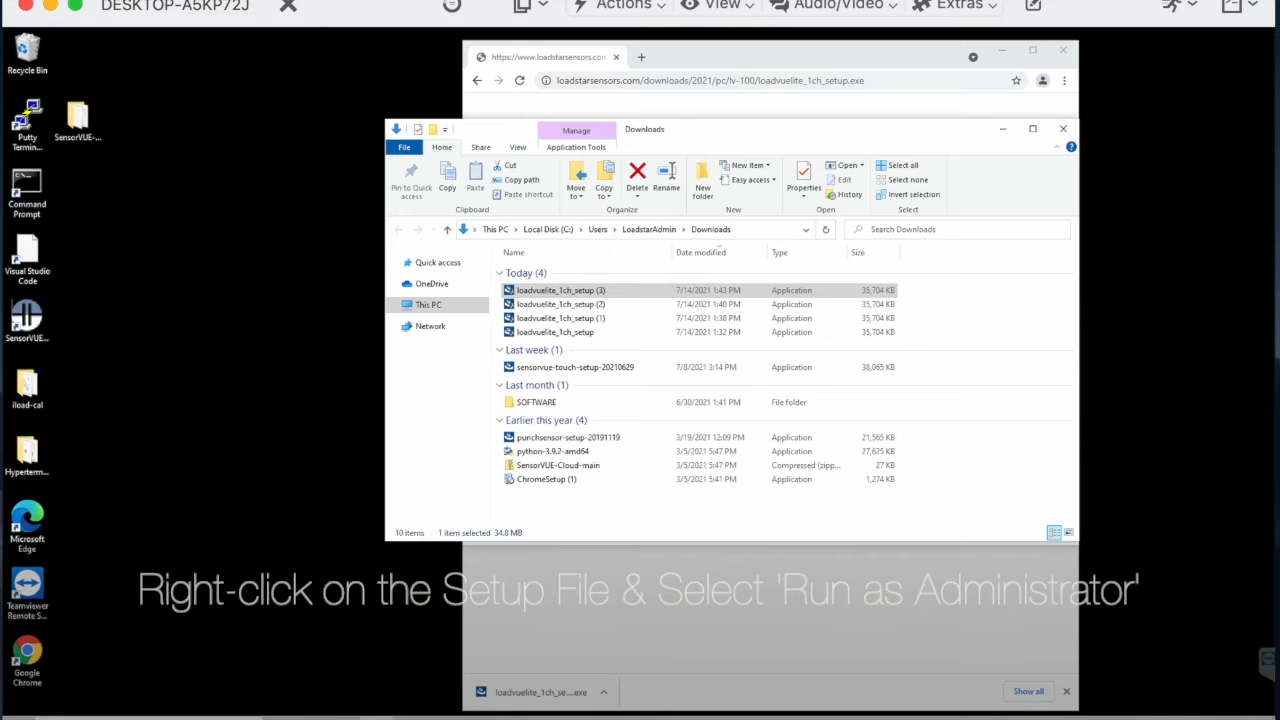 DESKTOP-A5KP72J
Actions
View
Audio/Video
Extras
Recycle Bin
Putty
Termin...
SensorVUE-...
Command
Prompt
Visual Studio
Code
SensorVUE...
iload-cal
Hyperterm...
Microsoft
Edge
Teamviewer
Remote S...
Google
Chrome
https://www.loadstarsensors.com
loadstarsensors.com/downloads/2021/pc/lv-100/loadvuelite_1ch_setup.exe
Manage
Downloads
File
Home
Share
View
Application Tools
Pin to Quick
access
Copy
Paste
Cut
Copy path
Paste shortcut
Clipboard
Move
to
Copy
to
Delete
Rename
Organize
New
folder
New item
Easy access
New
Properties
Open
Edit
History
Open
Select all
Select none
Invert selection
Select
This PC > Local Disk (C:) > Users > LoadstarAdmin > Downloads
Search Downloads
Quick access
OneDrive
This PC
Network
Name Date modified Type Size
Today (4)
loadvuelite_1ch_setup (3) 7/14/2021 1:43 PM Application 35,704 KB
loadvuelite_1ch_setup (2) 7/14/2021 1:40 PM Application 35,704 KB
loadvuelite_1ch_setup (1) 7/14/2021 1:38 PM Application 35,704 KB
loadvuelite_1ch_setup 7/14/2021 1:32 PM Application 35,704 KB
Last week (1)
sensorvue-touch-setup-20210629 7/8/2021 3:14 PM Application 38,065 KB
Last month (1)
SOFTWARE 6/30/2021 1:41 PM File folder
Earlier this year (4)
punchsensor-setup-20191119 3/19/2021 12:09 PM Application 21,565 KB
python-3.9.2-amd64 3/5/2021 5:47 PM Application 27,625 KB
SensorVUE-Cloud-main 3/5/2021 5:47 PM Compressed (zipp... 27 KB
ChromeSetup (1) 3/5/2021 5:41 PM Application 1,274 KB
10 items 1 item selected 34.8 MB
Right-click on the Setup File & Select 'Run as Administrator'
loadvuelite_1ch_se....exe
Show all